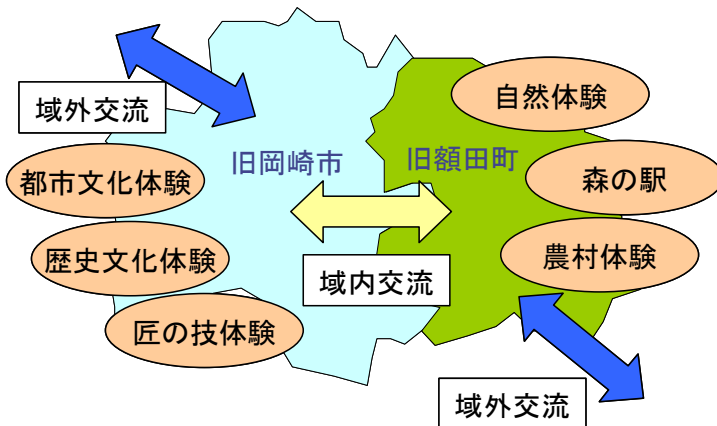 自然体験
域外交流
旧岡崎市
旧額田町
都市文化体験
森の駅
歴史文化体験
農村体験
域内交流
匠の技体験
域外交流